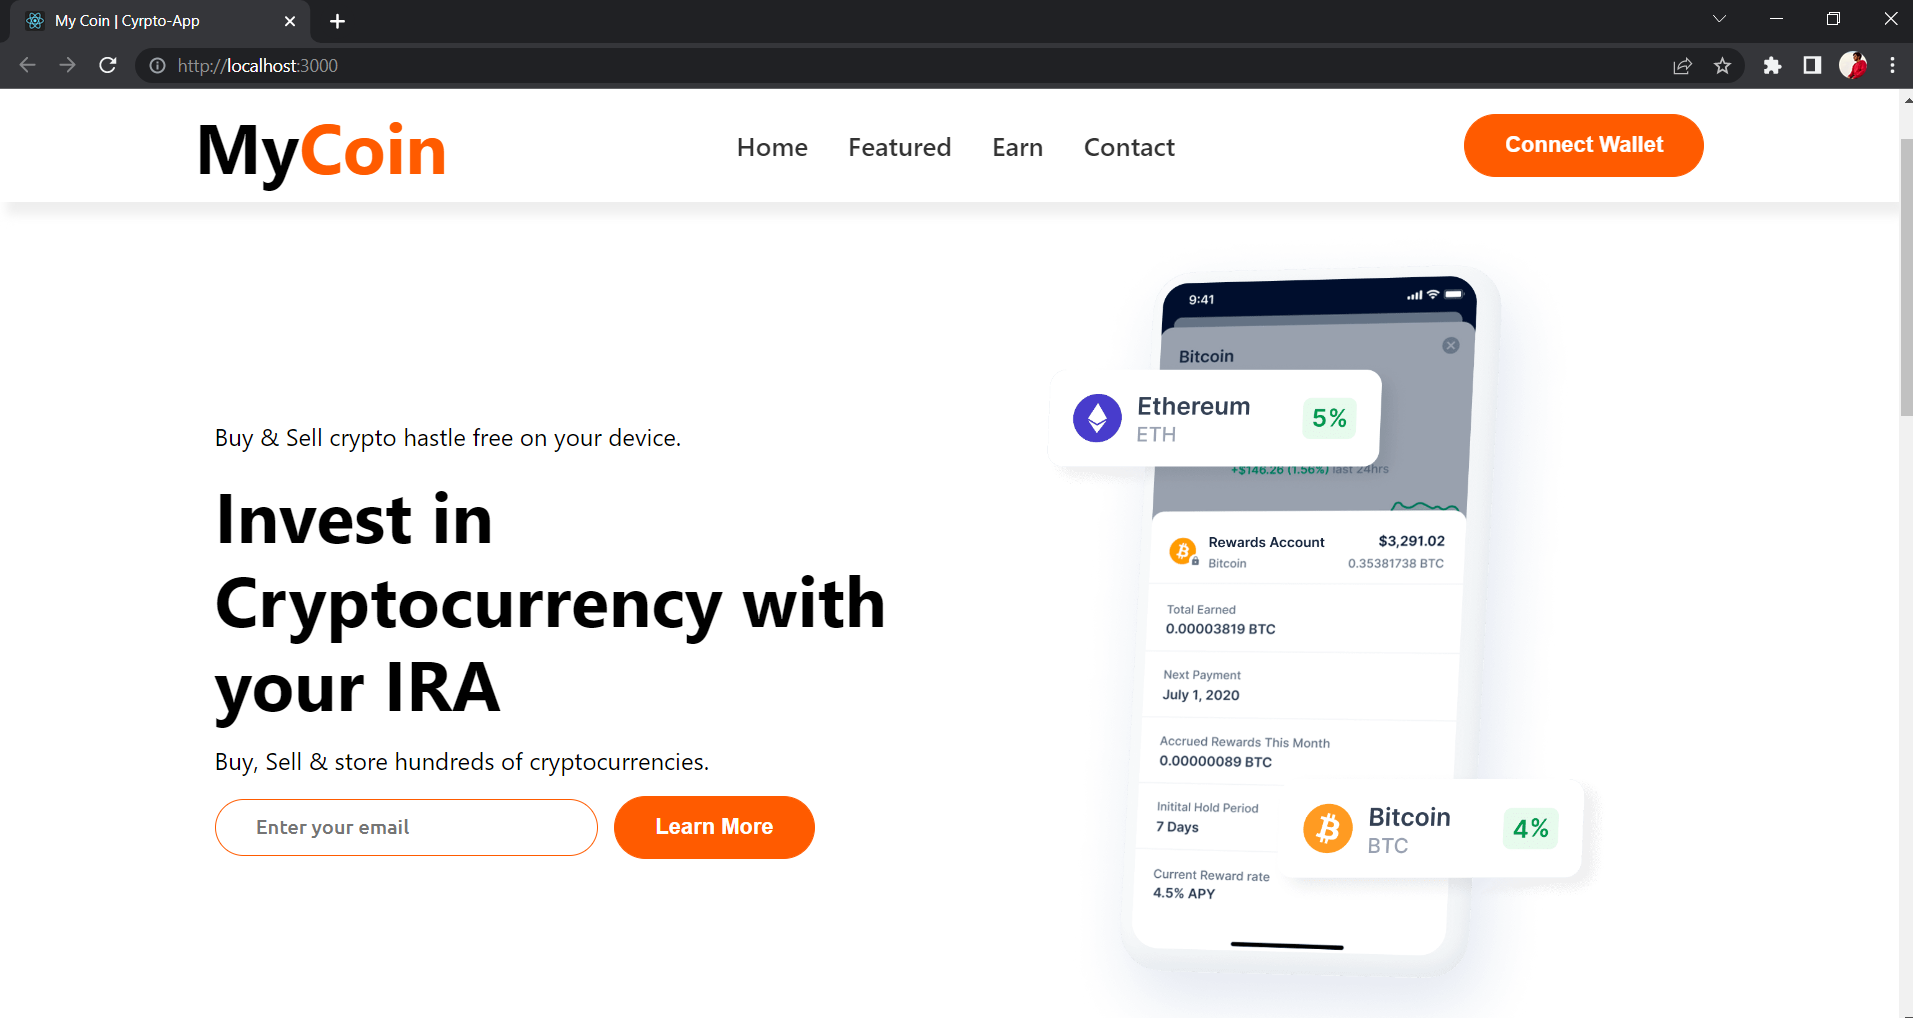 My Coin | Cyrpto-App
http://localhost:3000
MyCoin
Home
Featured
Earn
Contact
Connect Wallet
Buy & Sell crypto hastle free on your device.
Invest in
Cryptocurrency with
your IRA
Buy, Sell & store hundreds of cryptocurrencies.
Enter your email
Learn More
9:41
Bitcoin
Ethereum
ETH
5%
+$146.26 (1.56%) last 24hrs
Rewards Account
$3,291.02
Bitcoin
0.35381738 BTC
Total Earned
0.00003819 BTC
Next Payment
July 1, 2020
Accrued Rewards This Month
0.00000089 BTC
Initital Hold Period
7 Days
Bitcoin
BTC
4%
Current Reward rate
4.5% APY